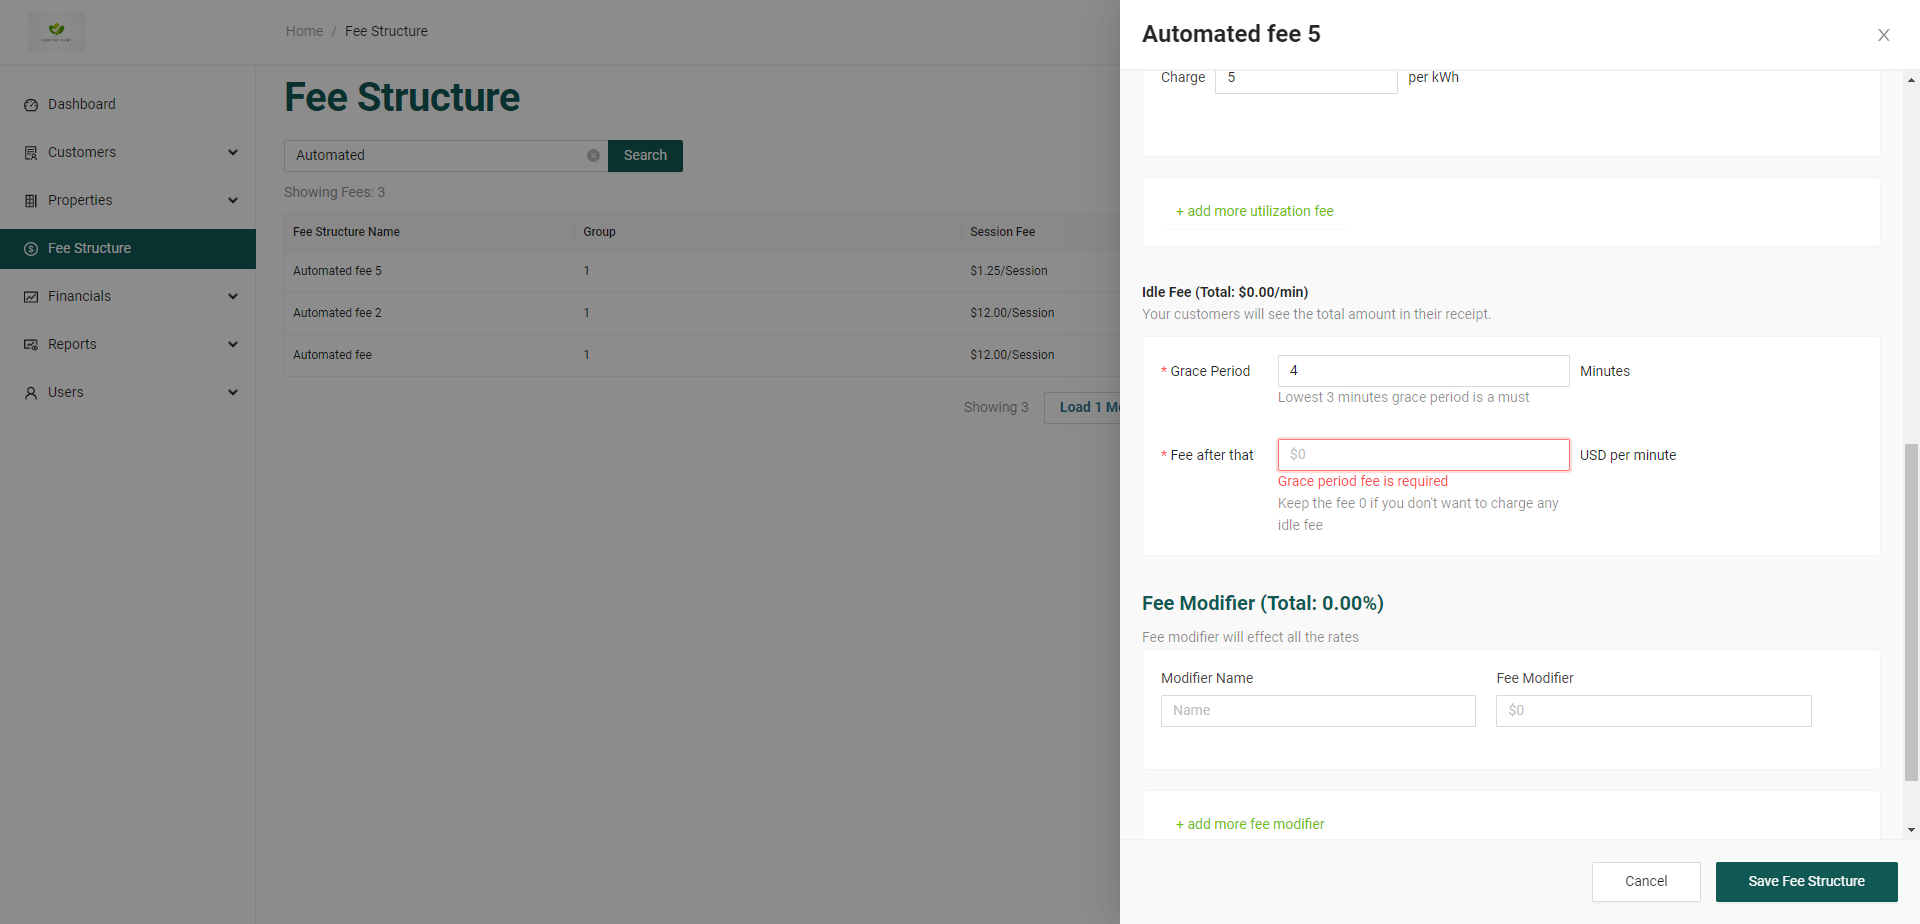 Home / Fee Structure
Dashboard
Customers
Properties
Fee Structure
Financials
Reports
Users
Fee Structure
Automated
Search
Showing Fees: 3
Fee Structure Name Group Session Fee
Automated fee 5 1 $1.25/Session
Automated fee 2 1 $12.00/Session
Automated fee 1 $12.00/Session
Showing 3 Load 1 Mo
Automated fee 5
X
Charge 5 per kWh
+ add more utilization fee
Idle Fee (Total: $0.00/min)
Your customers will see the total amount in their receipt.
* Grace Period 4 Minutes
Lowest 3 minutes grace period is a must
* Fee after that $0 USD per minute
Grace period fee is required
Keep the fee 0 if you don't want to charge any
idle fee
Fee Modifier (Total: 0.00%)
Fee modifier will effect all the rates
Modifier Name Fee Modifier
Name $0
+ add more fee modifier
Cancel Save Fee Structure